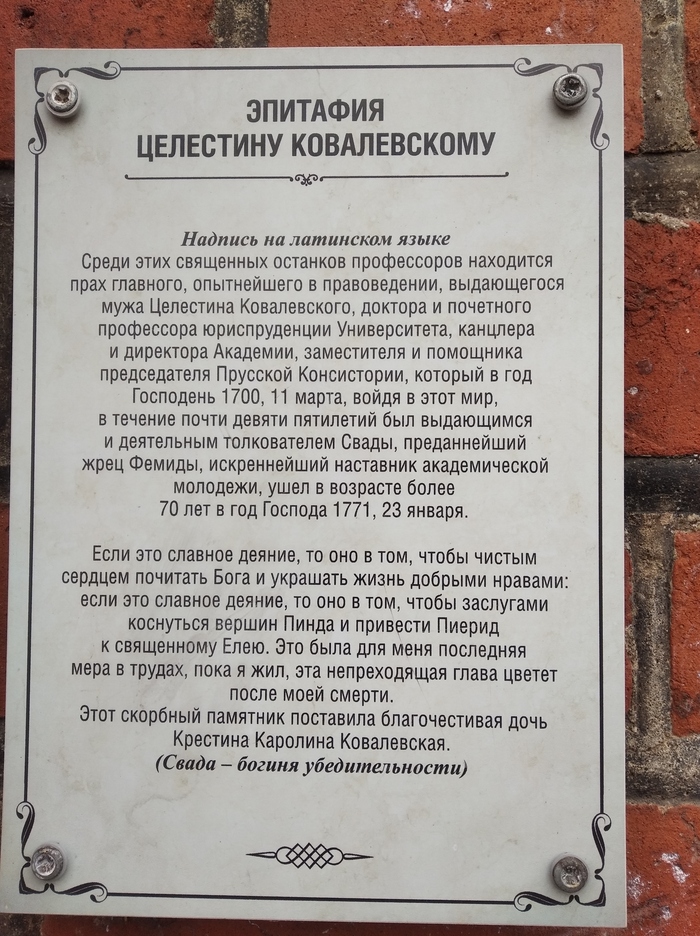 ЭПИТАФИЯ
ЦЕЛЕСТИНУ КОВАЛЕВСКОМУ
Надпись на латинском языке
Среди этих священных останков профессоров находится
прах главного, опытнейшего в правоведении, выдающегося
мужа Целестина Ковалевского, доктора и почетного
профессора юриспруденции Университета, канцлера
и директора Академии, заместителя и помощника
председателя Прусской Консистории, который в год
Господень 1700, 11 марта, войдя в этот мир,
в течение почти девяти пятилетий был выдающимся
и деятельным толкователем Свады, преданнейший
жрец Фемиды, искреннейший наставник академической
молодежи, ушел в возрасте более
70 лет в год Господа 1771, 23 января.
Если это славное деяние, то оно в том, чтобы чистым
сердцем почитать Бога и украшать жизнь добрыми нравами:
если это славное деяние, то оно в том, чтобы заслугами
коснуться вершин Пинда и привести Пиерид
к священному Елею. Это была для меня последняя
мера в трудах, пока я жил, эта непреходящая глава цветет
после моей смерти.
Этот скорбный памятник поставила благочестивая дочь
Крестина Каролина Ковалевская.
(Свада – богиня убедительности)